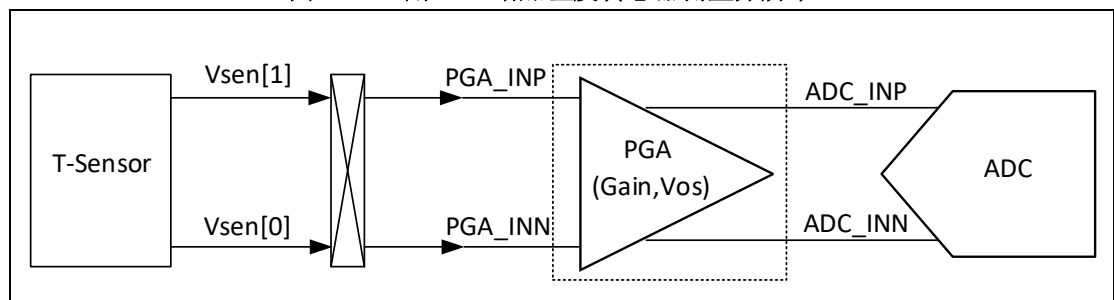 Vsen[1]
PGA_INP
ADC_INP
T-Sensor
PGA
(Gain,Vos)
ADC
Vsen[0]
PGA_INN
ADC_INN